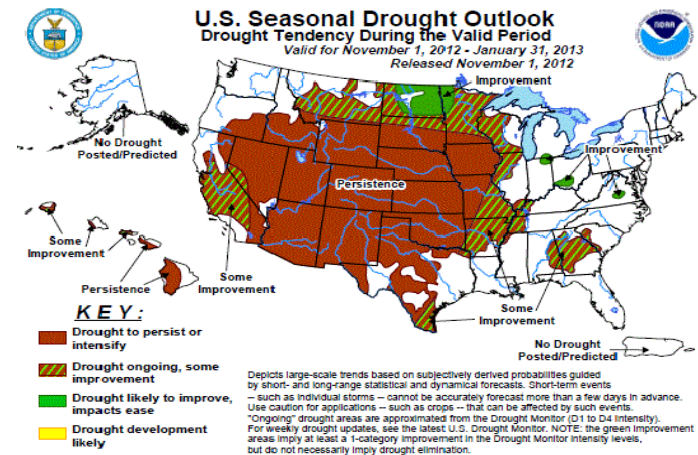 U.S. Seasonal Drought Outlook
Drought Tendency During the Valid Period
Valid for November 1, 2012 - January 31, 2013
Released November 1, 2012
NOAA
Improvement
No Drought
Posted/Predicted
Improvement
Persistence
Some
Improvement
Persistence
Some
Improvement
Some
Improvement
No Drought
Posted/Predicted
KEY:
Drought to persist or
intensify
Drought ongoing, some
improvement
Drought likely to improve,
impacts ease
Drought development
likely
Depicts large-scale trends based on subjectively derived probabilities guided
by short- and long-range statistical and dynamical forecasts. Short-term events
-- such as individual storms -- cannot be accurately forecast more than a few days in advance.
Use caution for applications -- such as crops -- that can be affected by such events.
"Ongoing" drought areas are approximated from the Drought Monitor (D1 to D4 intensity).
For weekly drought updates, see the latest U.S. Drought Monitor. NOTE: the green improvement
areas imply at least a 1-category improvement in the Drought Monitor intensity levels,
but do not necessarily imply drought elimination.